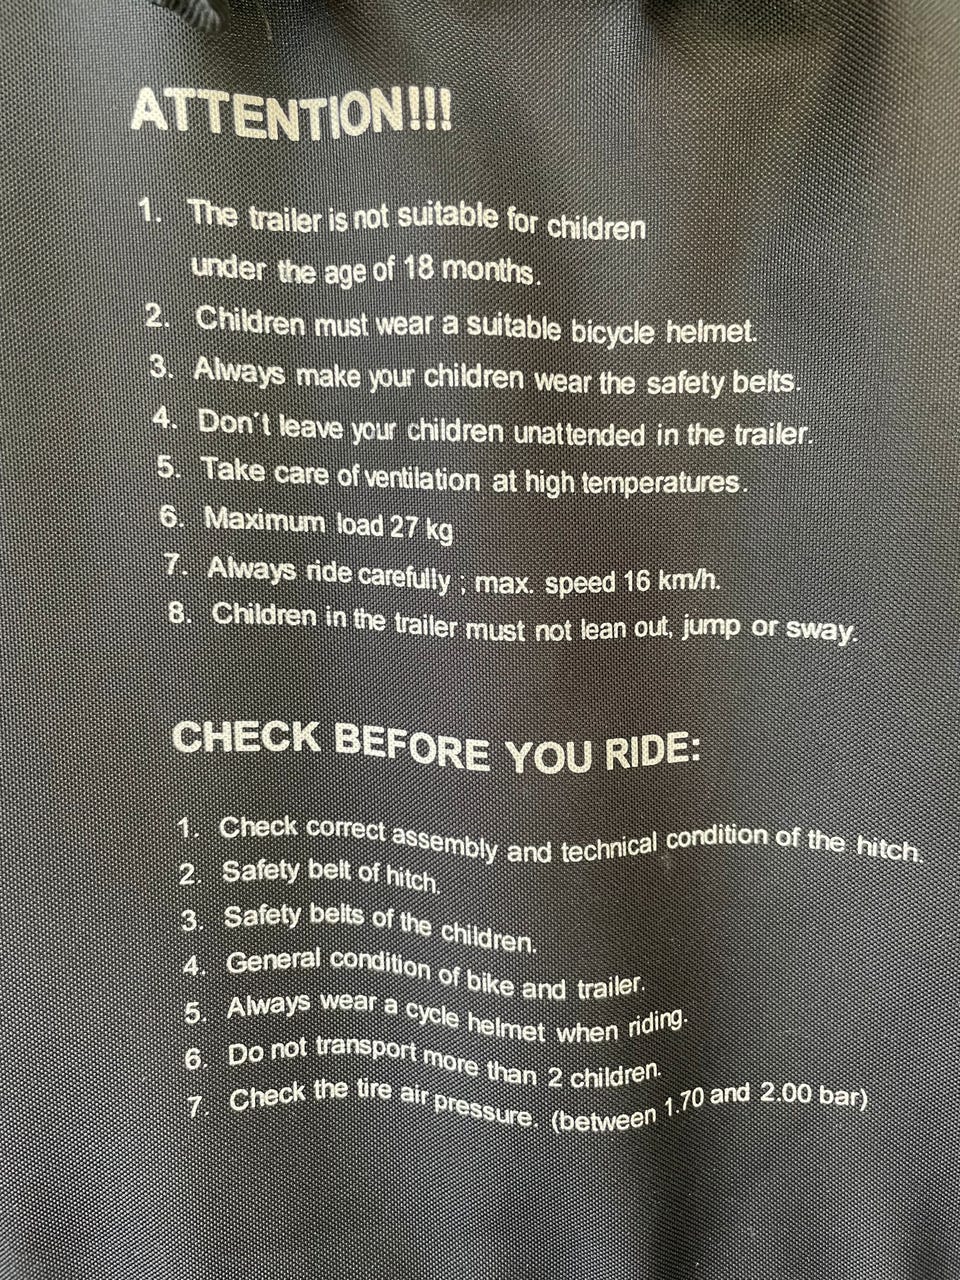 ATTENTION!!!
1. The trailer is not suitable for children
under the age of 18 months.
2. Children must wear a suitable bicycle helmet.
3. Always make your children wear the safety belts.
4. Don´t leave your children unattended in the trailer.
5. Take care of ventilation at high temperatures.
6. Maximum load 27 kg
7. Always ride carefully ; max. speed 16 km/h.
8. Children in the trailer must not lean out, jump or sway.
CHECK BEFORE YOU RIDE:
1. Check correct assembly and technical condition of the hitch.
2. Safety belt of hitch.
3. Safety belts of the children.
4. General condition of bike and trailer.
5. Always wear a cycle helmet when riding.
6. Do not transport more than 2 children.
7. Check the tire air pressure. (between 1.70 and 2.00 bar)